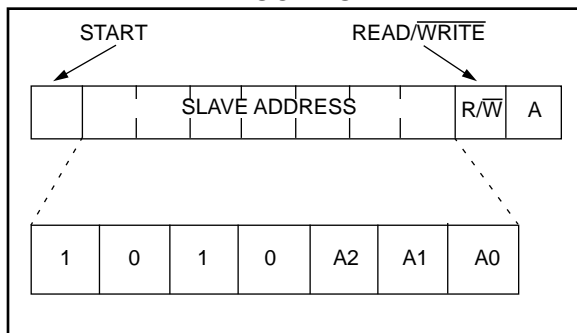 START READ/WRITE
SLAVE ADDRESS R/W A
1 0 1 0 A2 A1 A0